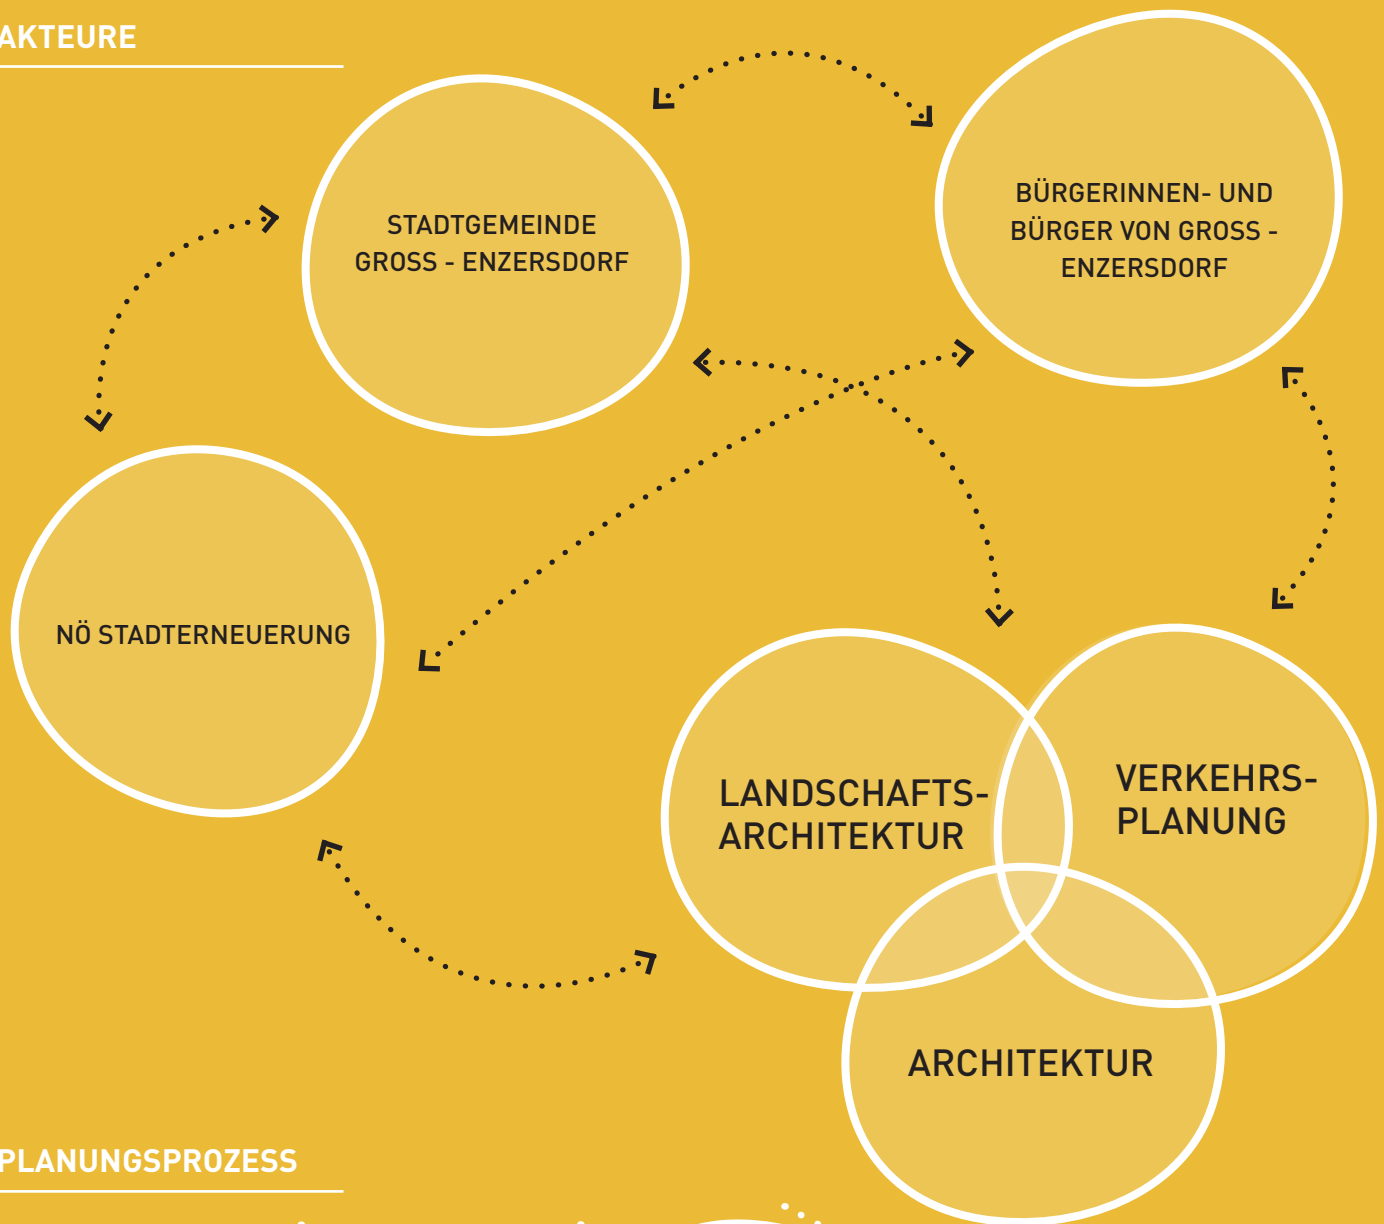 AKTEURE
STADTGEMEINDE
GROSS - ENZERSDORF
BÜRGERINNEN- UND
BÜRGER VON GROSS -
ENZERSDORF
NÖ STADTERNEUERUNG
LANDSCHAFTS-
ARCHITEKTUR
VERKEHRS-
PLANUNG
ARCHITEKTUR
PLANUNGSPROZESS